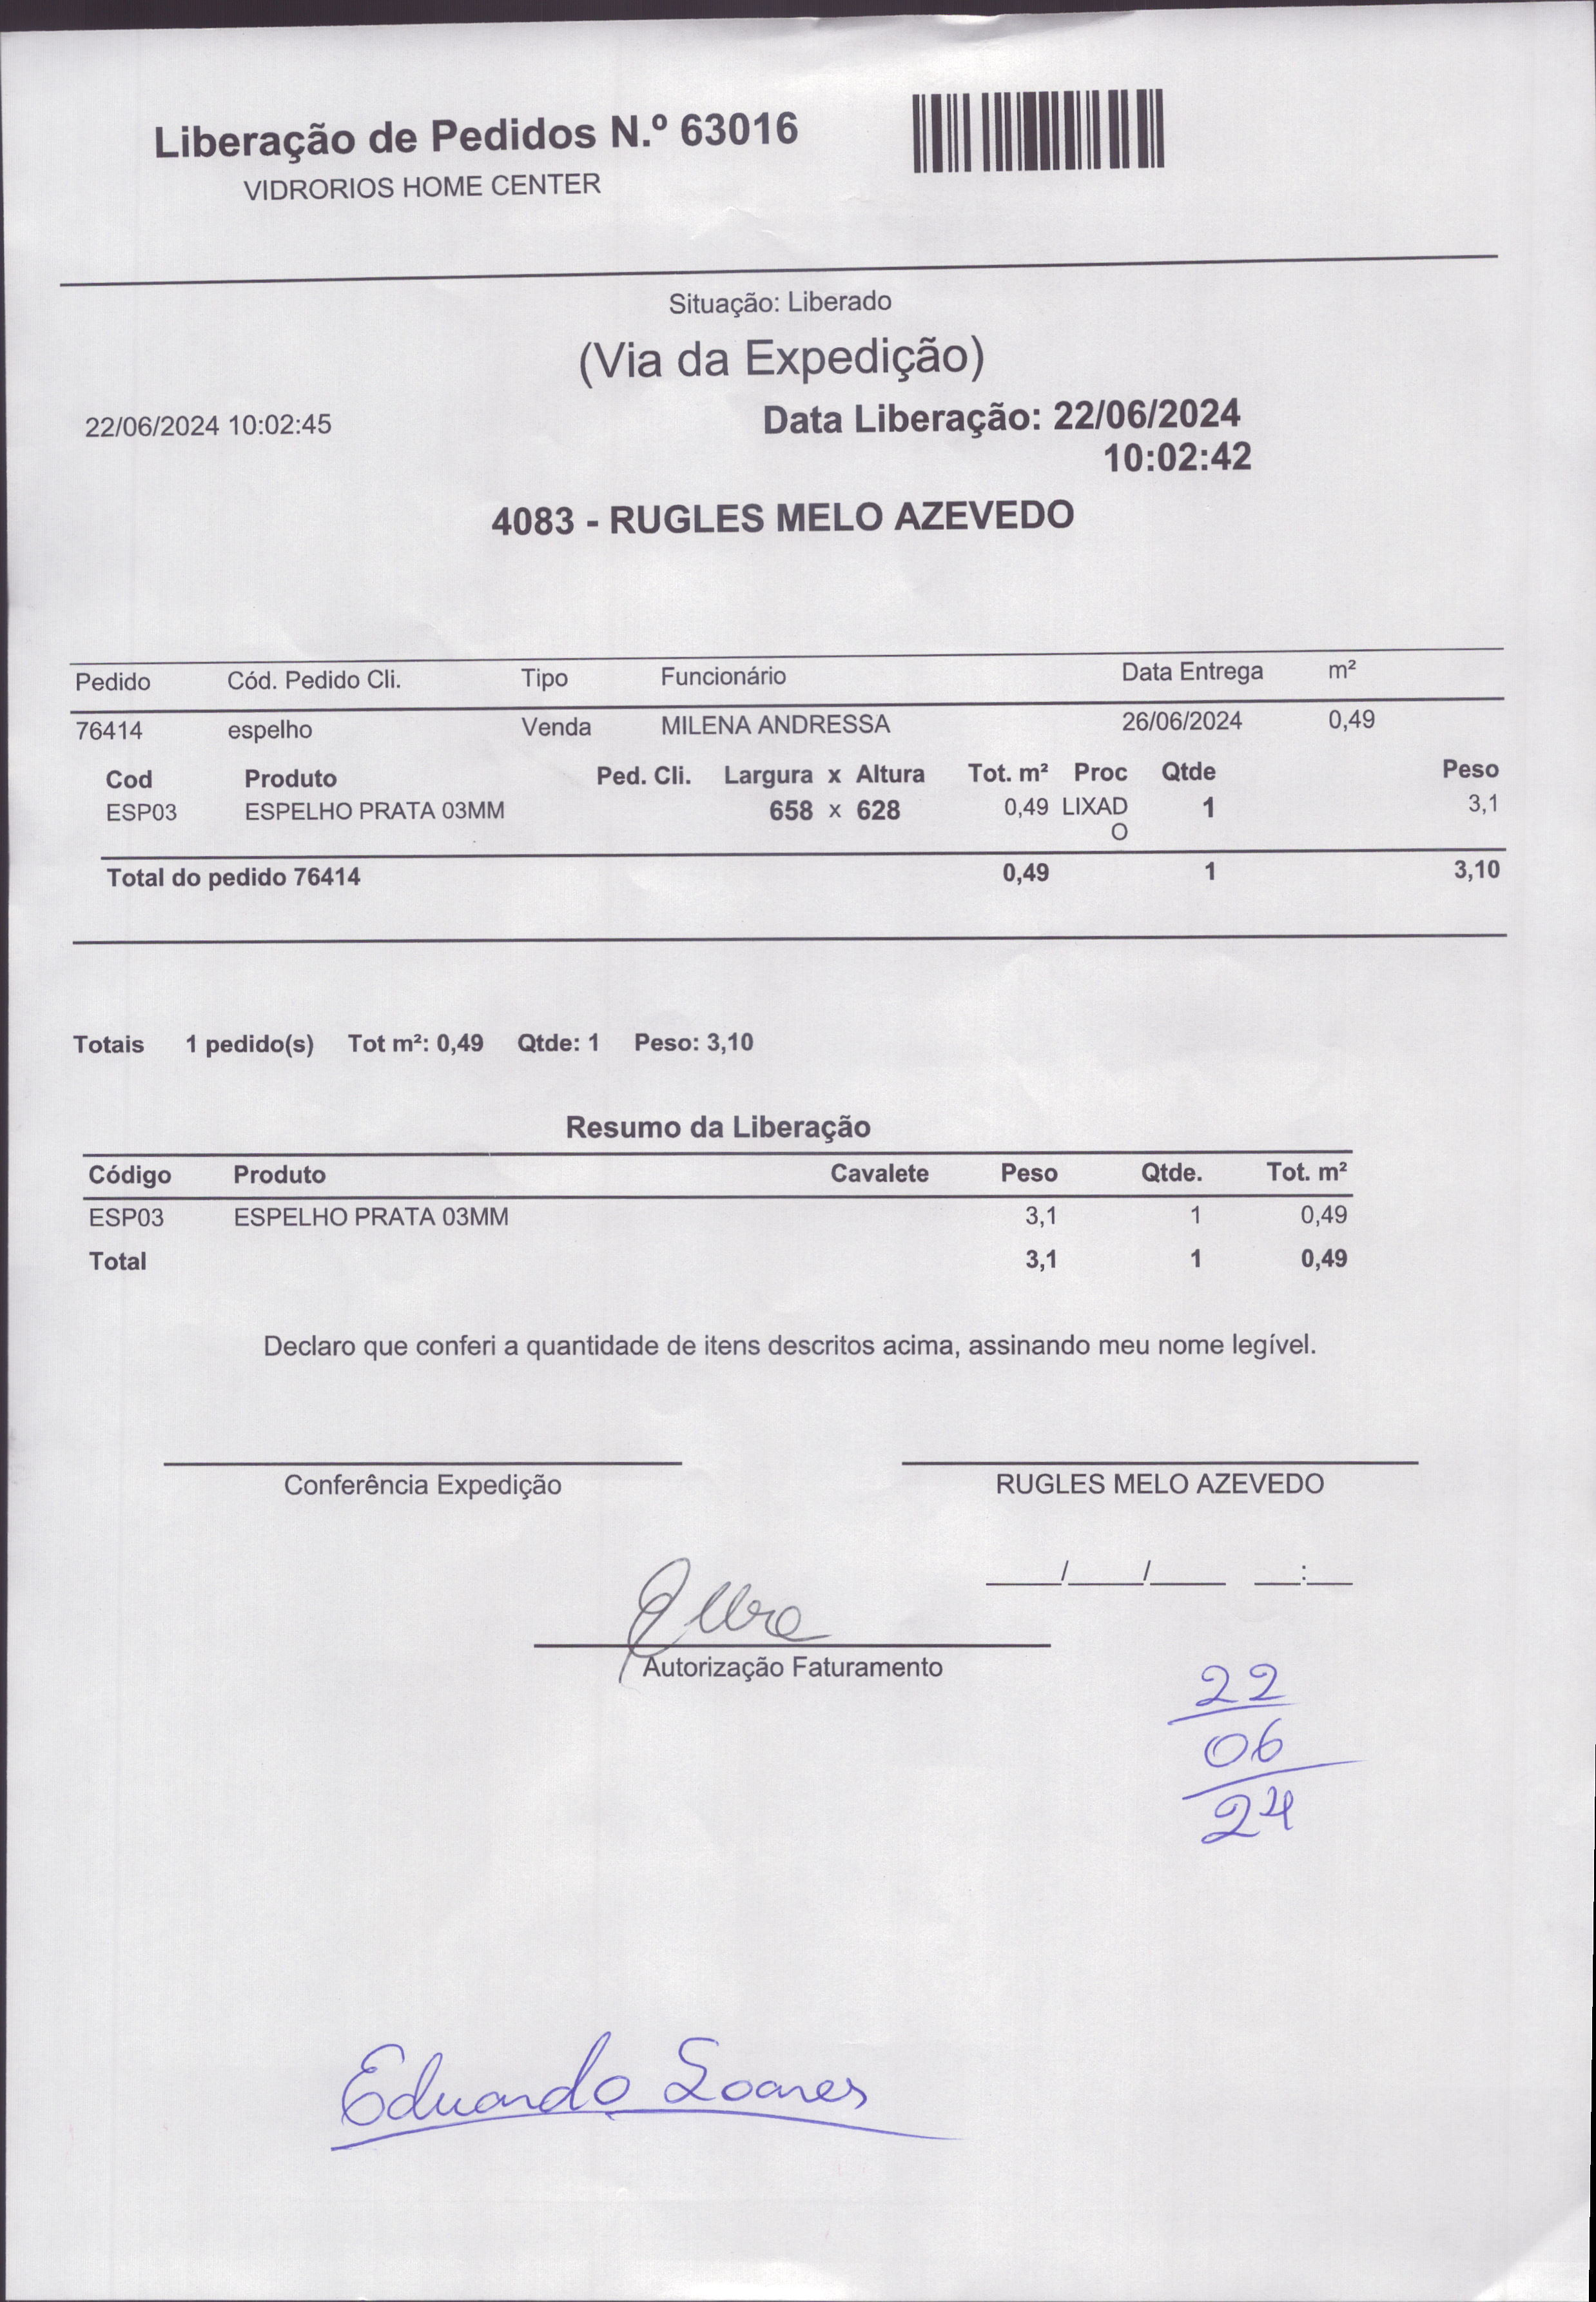 Liberação de Pedidos N.º 63016
VIDRORIOS HOME CENTER
Situação: Liberado
(Via da Expedição)
22/06/2024 10:02:45
Data Liberação: 22/06/2024
10:02:42
4083 - RUGLES MELO AZEVEDO
Pedido Cód. Pedido Cli. Tipo Funcionário Data Entrega m²
76414 espelho Venda MILENA ANDRESSA 26/06/2024 0,49
Cod Produto Ped. Cli. Largura x Altura Tot. m² Proc Qtde Peso
ESP03 ESPELHO PRATA 03MM 658 x 628 0,49 LIXAD 1 3,1
O
Total do pedido 76414 0,49 1 3,10
Totais 1 pedido(s) Tot m²: 0,49 Qtde: 1 Peso: 3,10
Resumo da Liberação
Código Produto Cavalete Peso Qtde. Tot. m²
ESP03 ESPELHO PRATA 03MM 3,1 1 0,49
Total 3,1 1 0,49
Declaro que conferi a quantidade de itens descritos acima, assinando meu nome legível.
Conferência Expedição RUGLES MELO AZEVEDO
____/____/____ __:__
Autorização Faturamento
22
06
24
Eduardo Soares